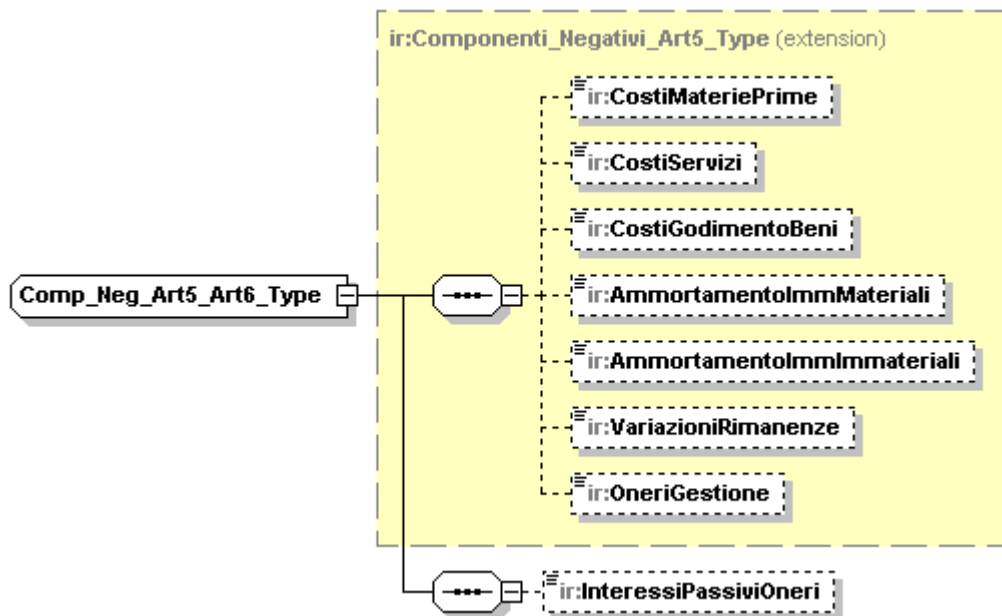 ir:Componenti_Negativi_Art5_Type (extension)
ir:CostiMateriePrime
ir:CostiServizi
ir:CostiGodimentoBeni
Comp_Neg_Art5_Art6_Type
ir:AmmortamentoImmMateriali
ir:AmmortamentoImmImmateriali
ir:VariazioniRimanenze
ir:OneriGestione
ir:InteressiPassiviOneri